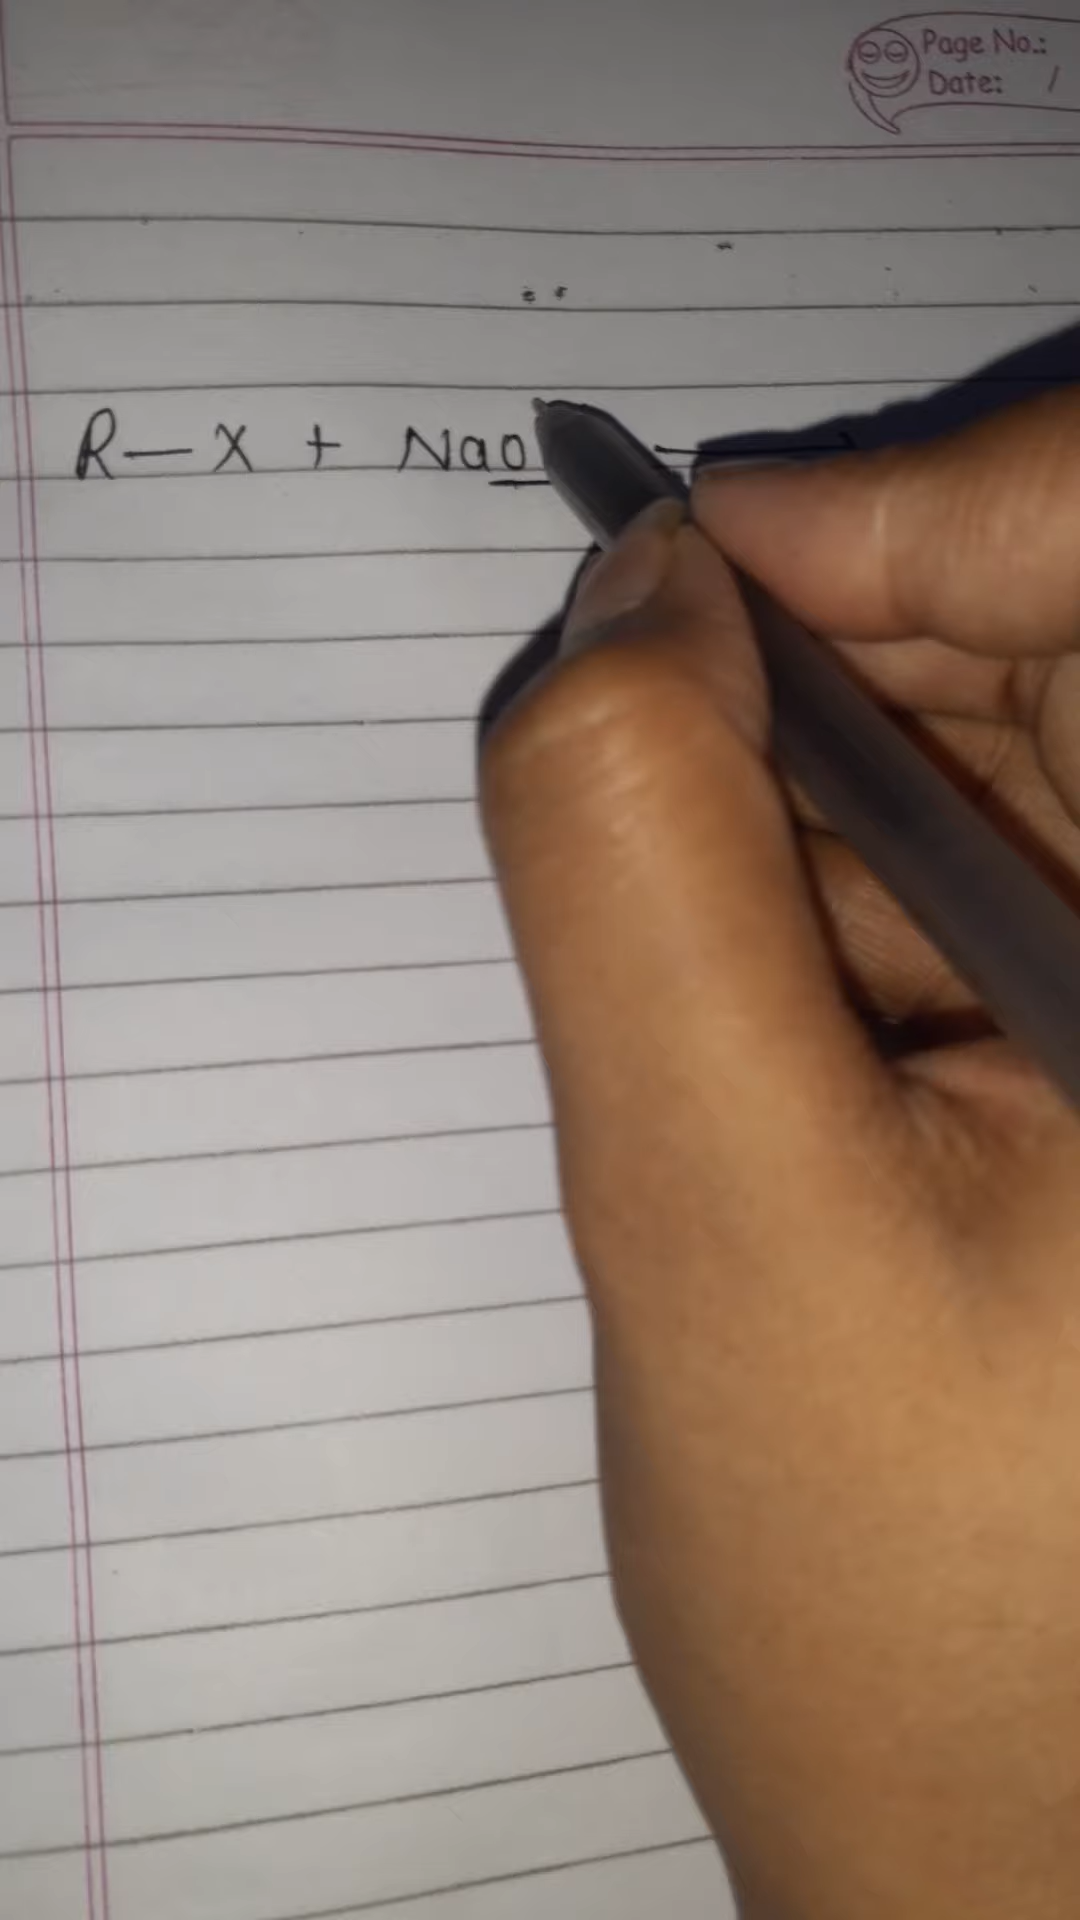 Page No.:
Date: /
R — X + Nao →